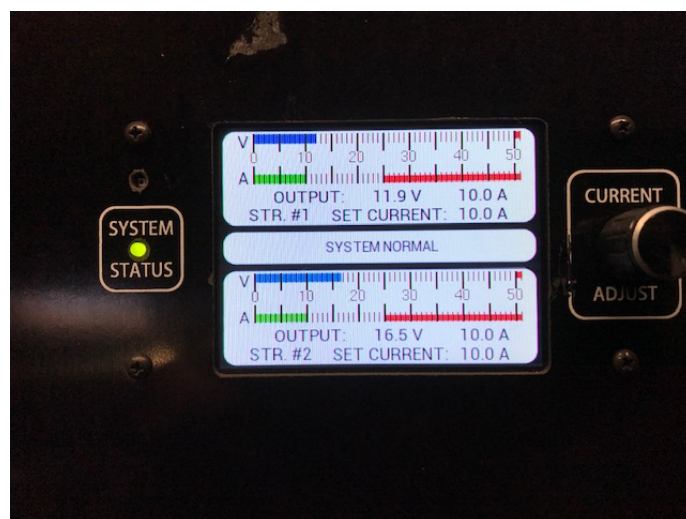 V
0 10 20 30 40 50
A
OUTPUT: 11.9 V 10.0 A
STR. #1 SET CURRENT: 10.0 A
SYSTEM NORMAL
V
0 10 20 30 40 50
A
OUTPUT: 16.5 V 10.0 A
STR. #2 SET CURRENT: 10.0 A
SYSTEM
STATUS
CURRENT
ADJUST